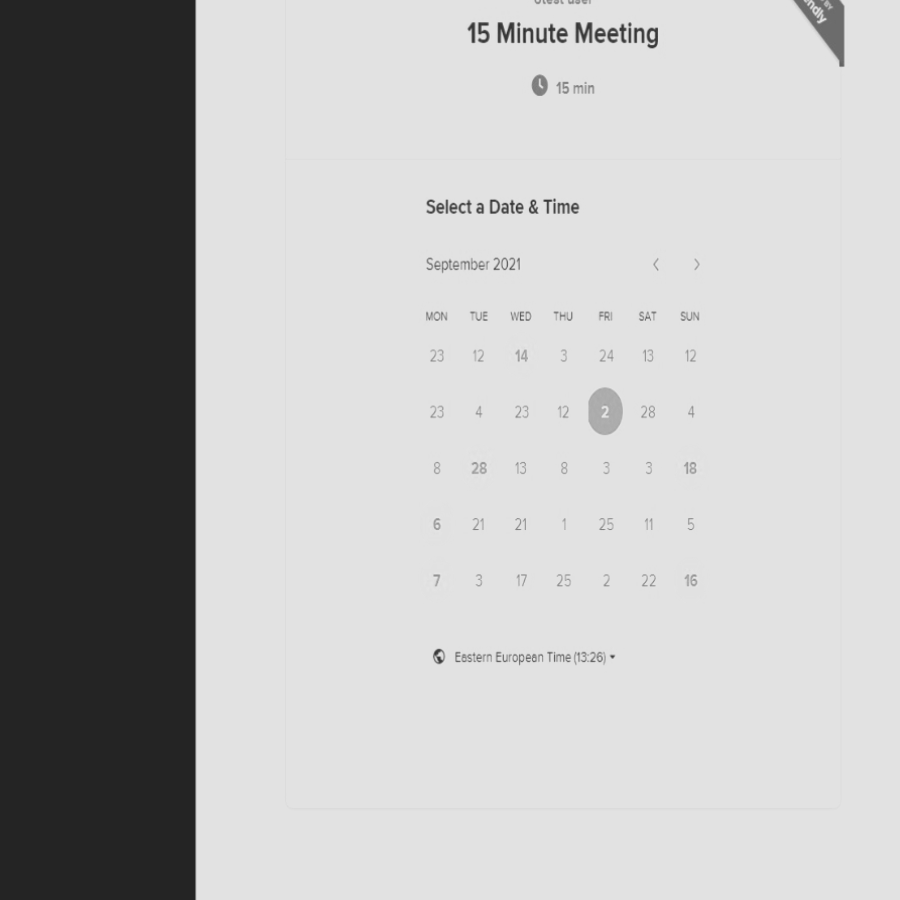 15 Minute Meeting
15 min
Select a Date & Time
September 2021
MON TUE WED THU FRI SAT SUN
23 12 14 3 24 13 12
23 4 23 12 2 28 4
8 28 13 8 3 3 18
6 21 21 1 25 11 5
7 3 17 25 2 22 16
Eastern European Time (13:26)